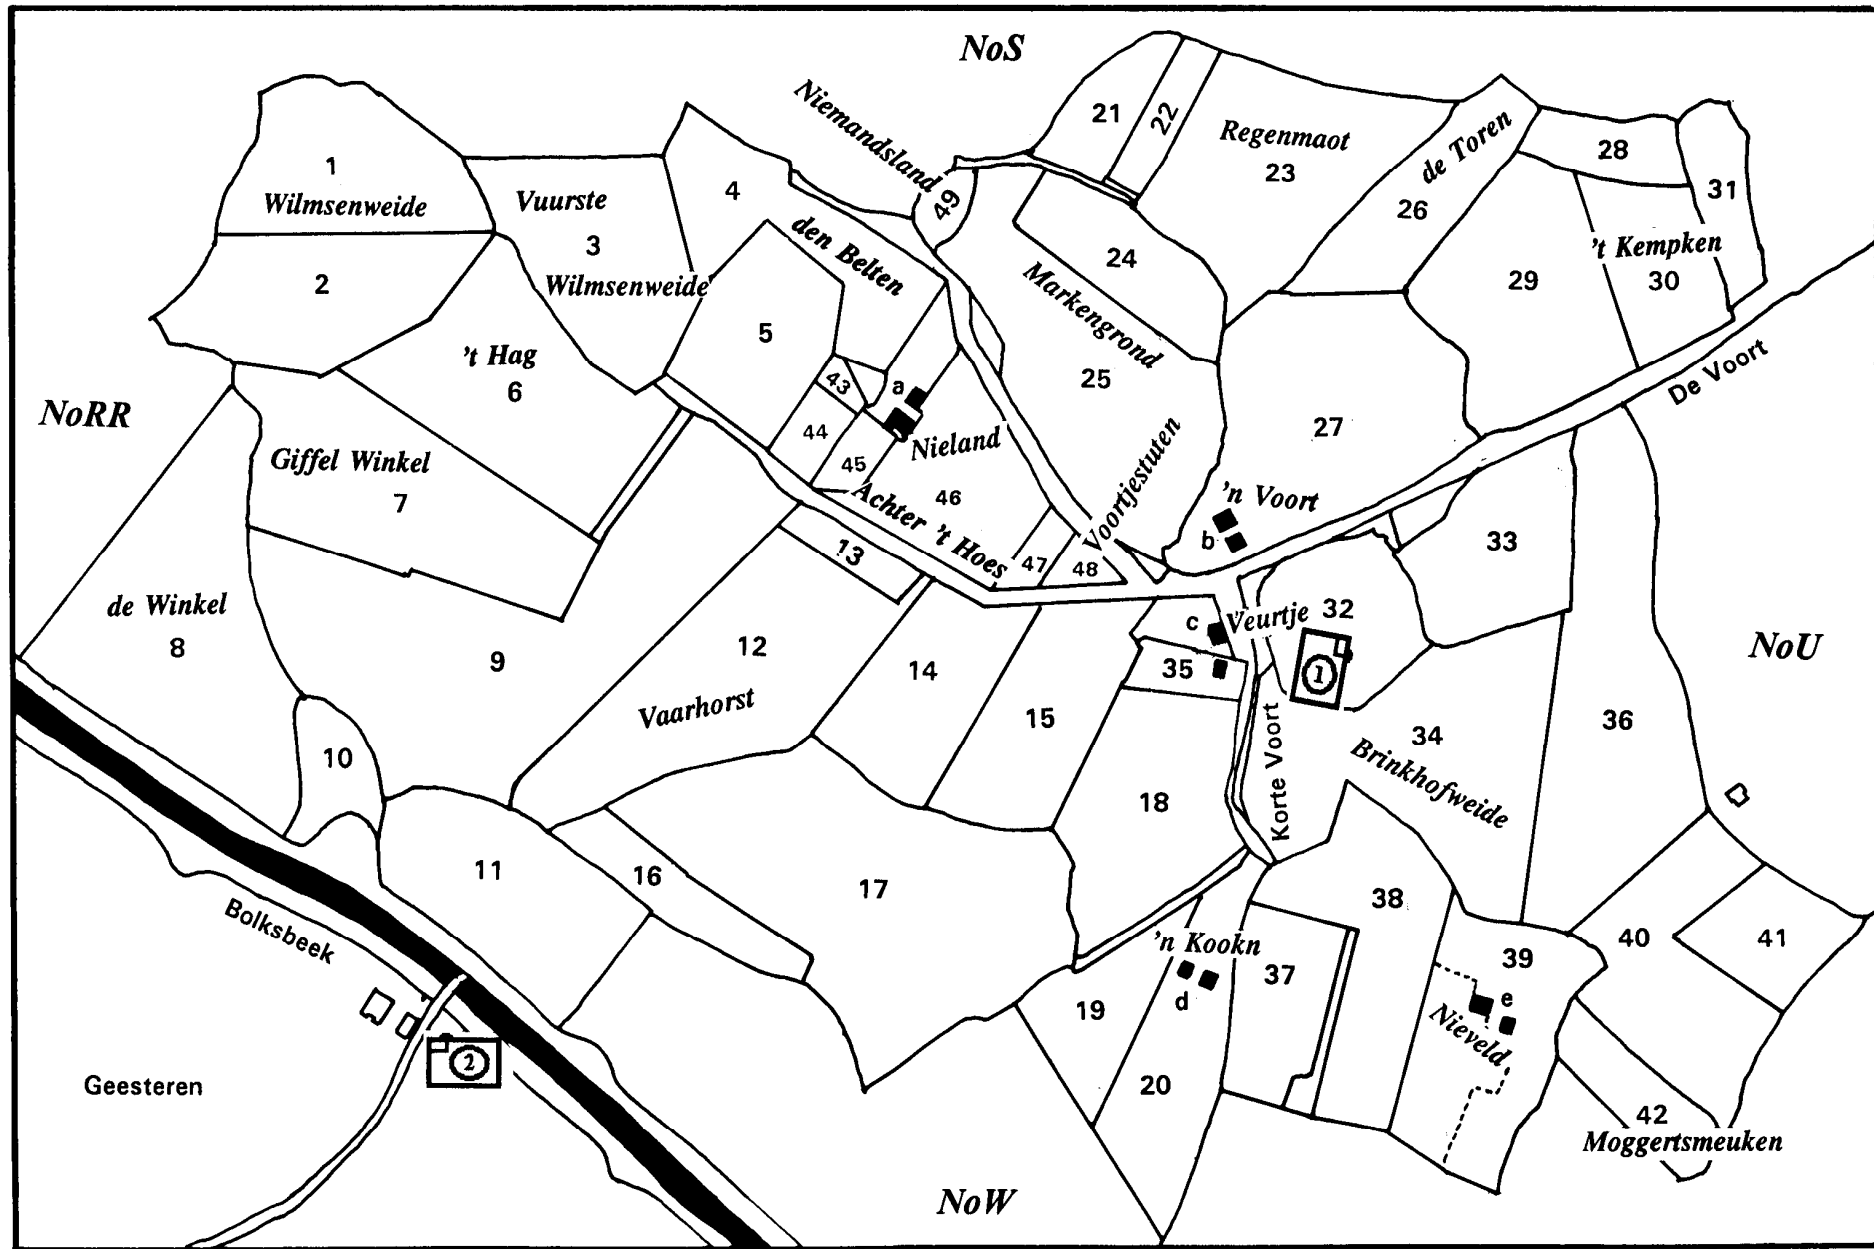 NoS
Niemandsland
49
21
22
Regenmaot
23
de Toren
26
28
31
1
Wilmsenweide
Vuurste
3
Wilmsenweide
4
den Belten
24
't Kempken
29
30
2
Markengrond
25
5
't Hag
6
43
a
De Voort
NoRR
44
45
Nieland
46
27
Giffel Winkel
7
Achter 't Hoes
Voortjestuten
'n Voort
b
33
13
47
48
de Winkel
8
c
Veurtje
32
1
NoU
9
12
14
35
Vaarhorst
15
36
10
Korte Voort
34
Brinkhofweide
18
11
16
17
38
Bolksbeek
'n Kookn
37
40
41
39
d
e
19
Nieveld
2
Geesteren
20
42
Moggertsmeuken
NoW